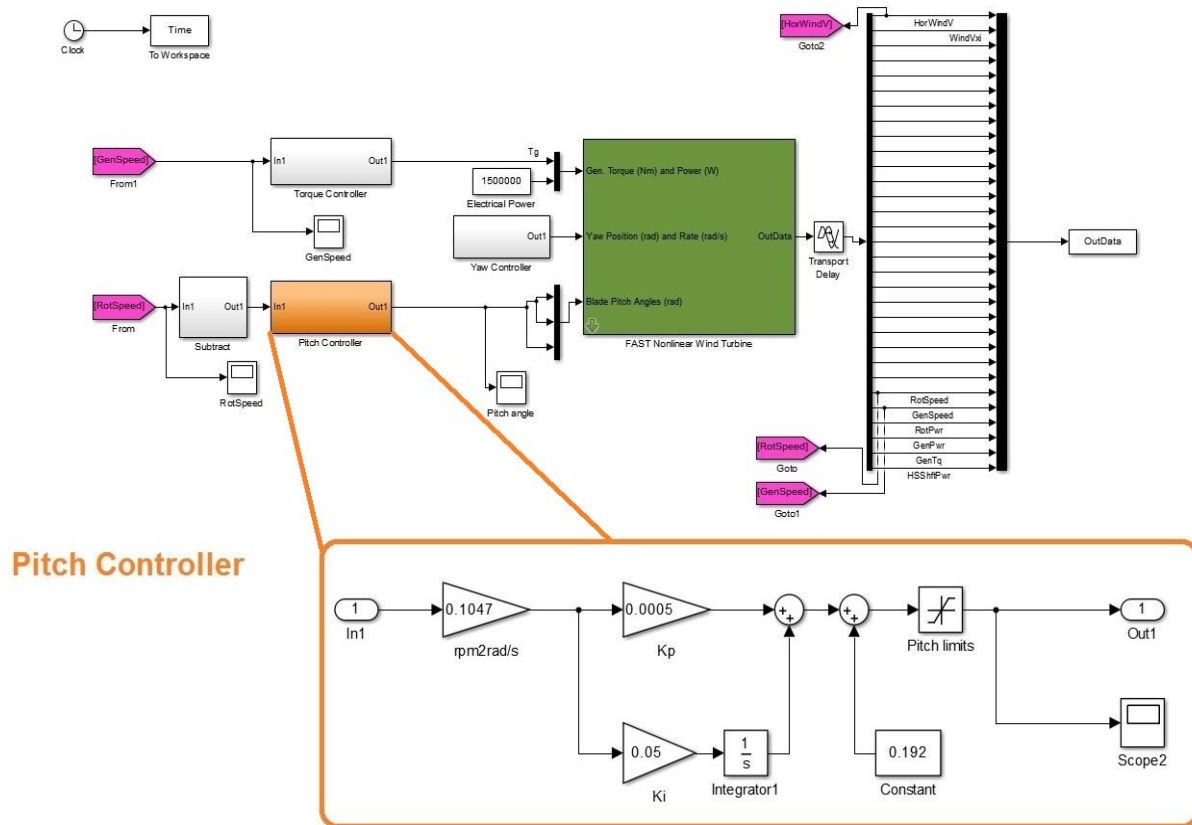 Time
Clock
To Workspace
[HorWindV]
Goto2
HorWindV
WindVxi
[GenSpeed]
From1
In1
Out1
Torque Controller
GenSpeed
Tg
1500000
Electrical Power
Out1
Yaw Controller
Gen. Torque (Nm) and Power (W)
Yaw Position (rad) and Rate (rad/s)
Blade Pitch Angles (rad)
OutData
FAST Nonlinear Wind Turbine
Transport
Delay
OutData
[RotSpeed]
From
In1
Out1
Subtract
In1
Out1
Pitch Controller
RotSpeed
Pitch angle
RotSpeed
GenSpeed
RotPwr
GenPwr
GenTq
HSShftPwr
[RotSpeed]
Goto
[GenSpeed]
Goto1
Pitch Controller
1
In1
0.1047
rpm2rad/s
0.0005
Kp
0.05
Ki
1
s
Integrator1
+
+
+
+
0.192
Constant
Pitch limits
1
Out1
Scope2